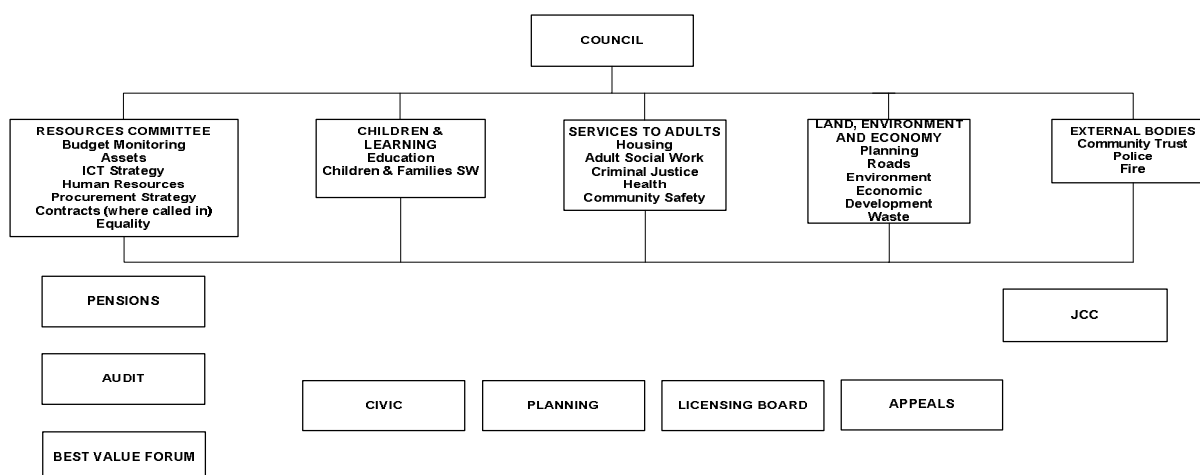 COUNCIL
RESOURCES COMMITTEE
Budget Monitoring
Assets
ICT Strategy
Human Resources
Procurement Strategy
Contracts (where called in)
Equality
CHILDREN &
LEARNING
Education
Children & Families SW
SERVICES TO ADULTS
Housing
Adult Social Work
Criminal Justice
Health
Community Safety
LAND, ENVIRONMENT
AND ECONOMY
Planning
Roads
Environment
Economic
Development
Waste
EXTERNAL BODIES
Community Trust
Police
Fire
PENSIONS
JCC
AUDIT
CIVIC
PLANNING
LICENSING BOARD
APPEALS
BEST VALUE FORUM